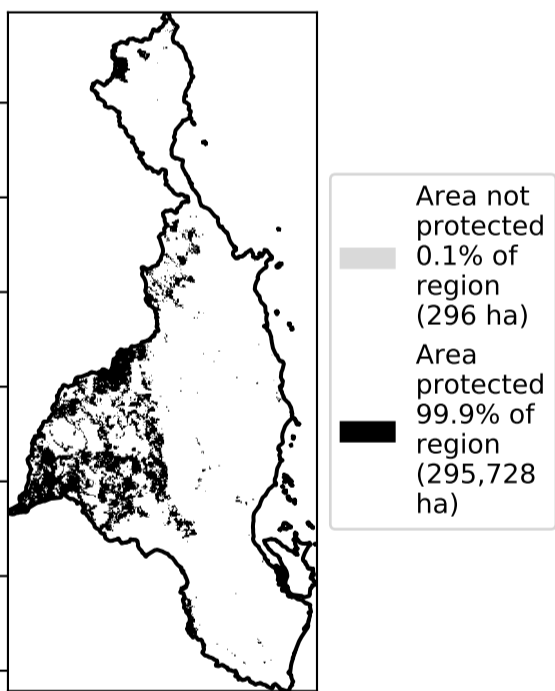 Area not
protected
0.1% of
region
(296 ha)
Area
protected
99.9% of
region
(295,728
ha)